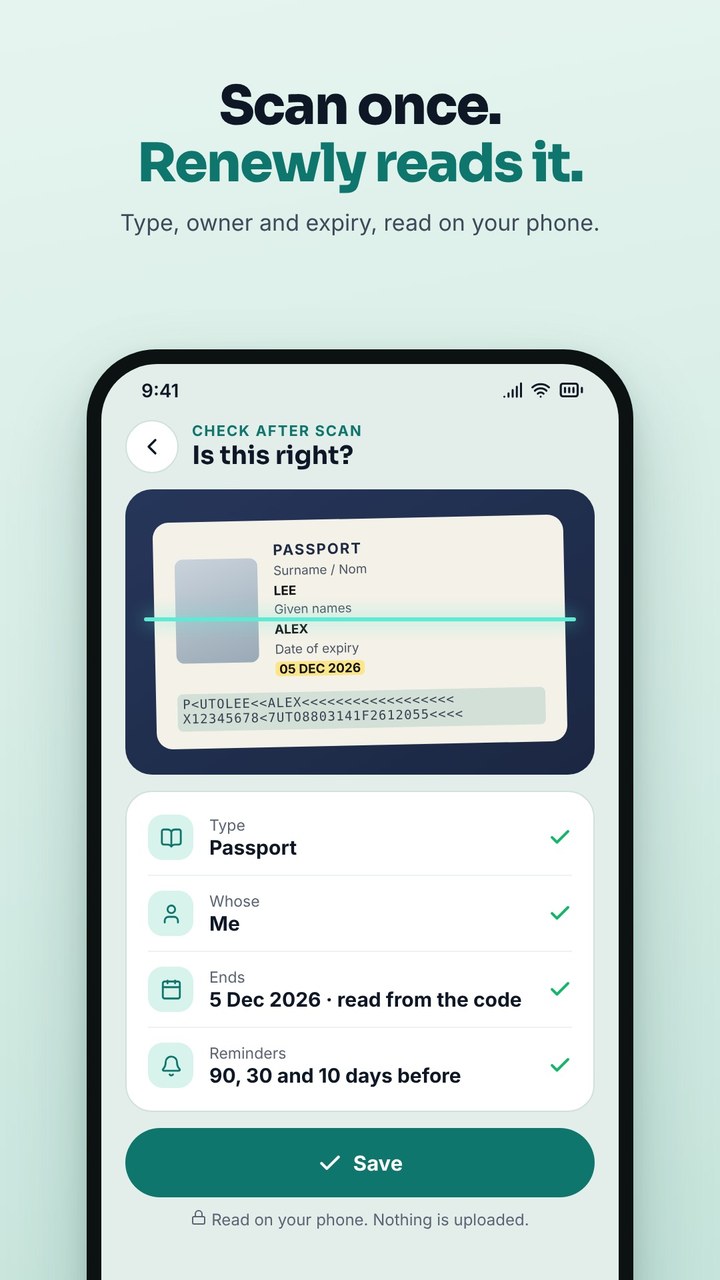 Scan once.
Renewly reads it.
Type, owner and expiry, read on your phone.
9:41
CHECK AFTER SCAN
Is this right?
PASSPORT
Surname / Nom
LEE
Given names
ALEX
Date of expiry
05 DEC 2026
P<UTOLEE<<ALEX<<<<<<<<<<<<<<<<<<
X12345678<7UTO8803141F2612055<<<<
Type
Passport
Whose
Me
Ends
5 Dec 2026 · read from the code
Reminders
90, 30 and 10 days before
Save
Read on your phone. Nothing is uploaded.